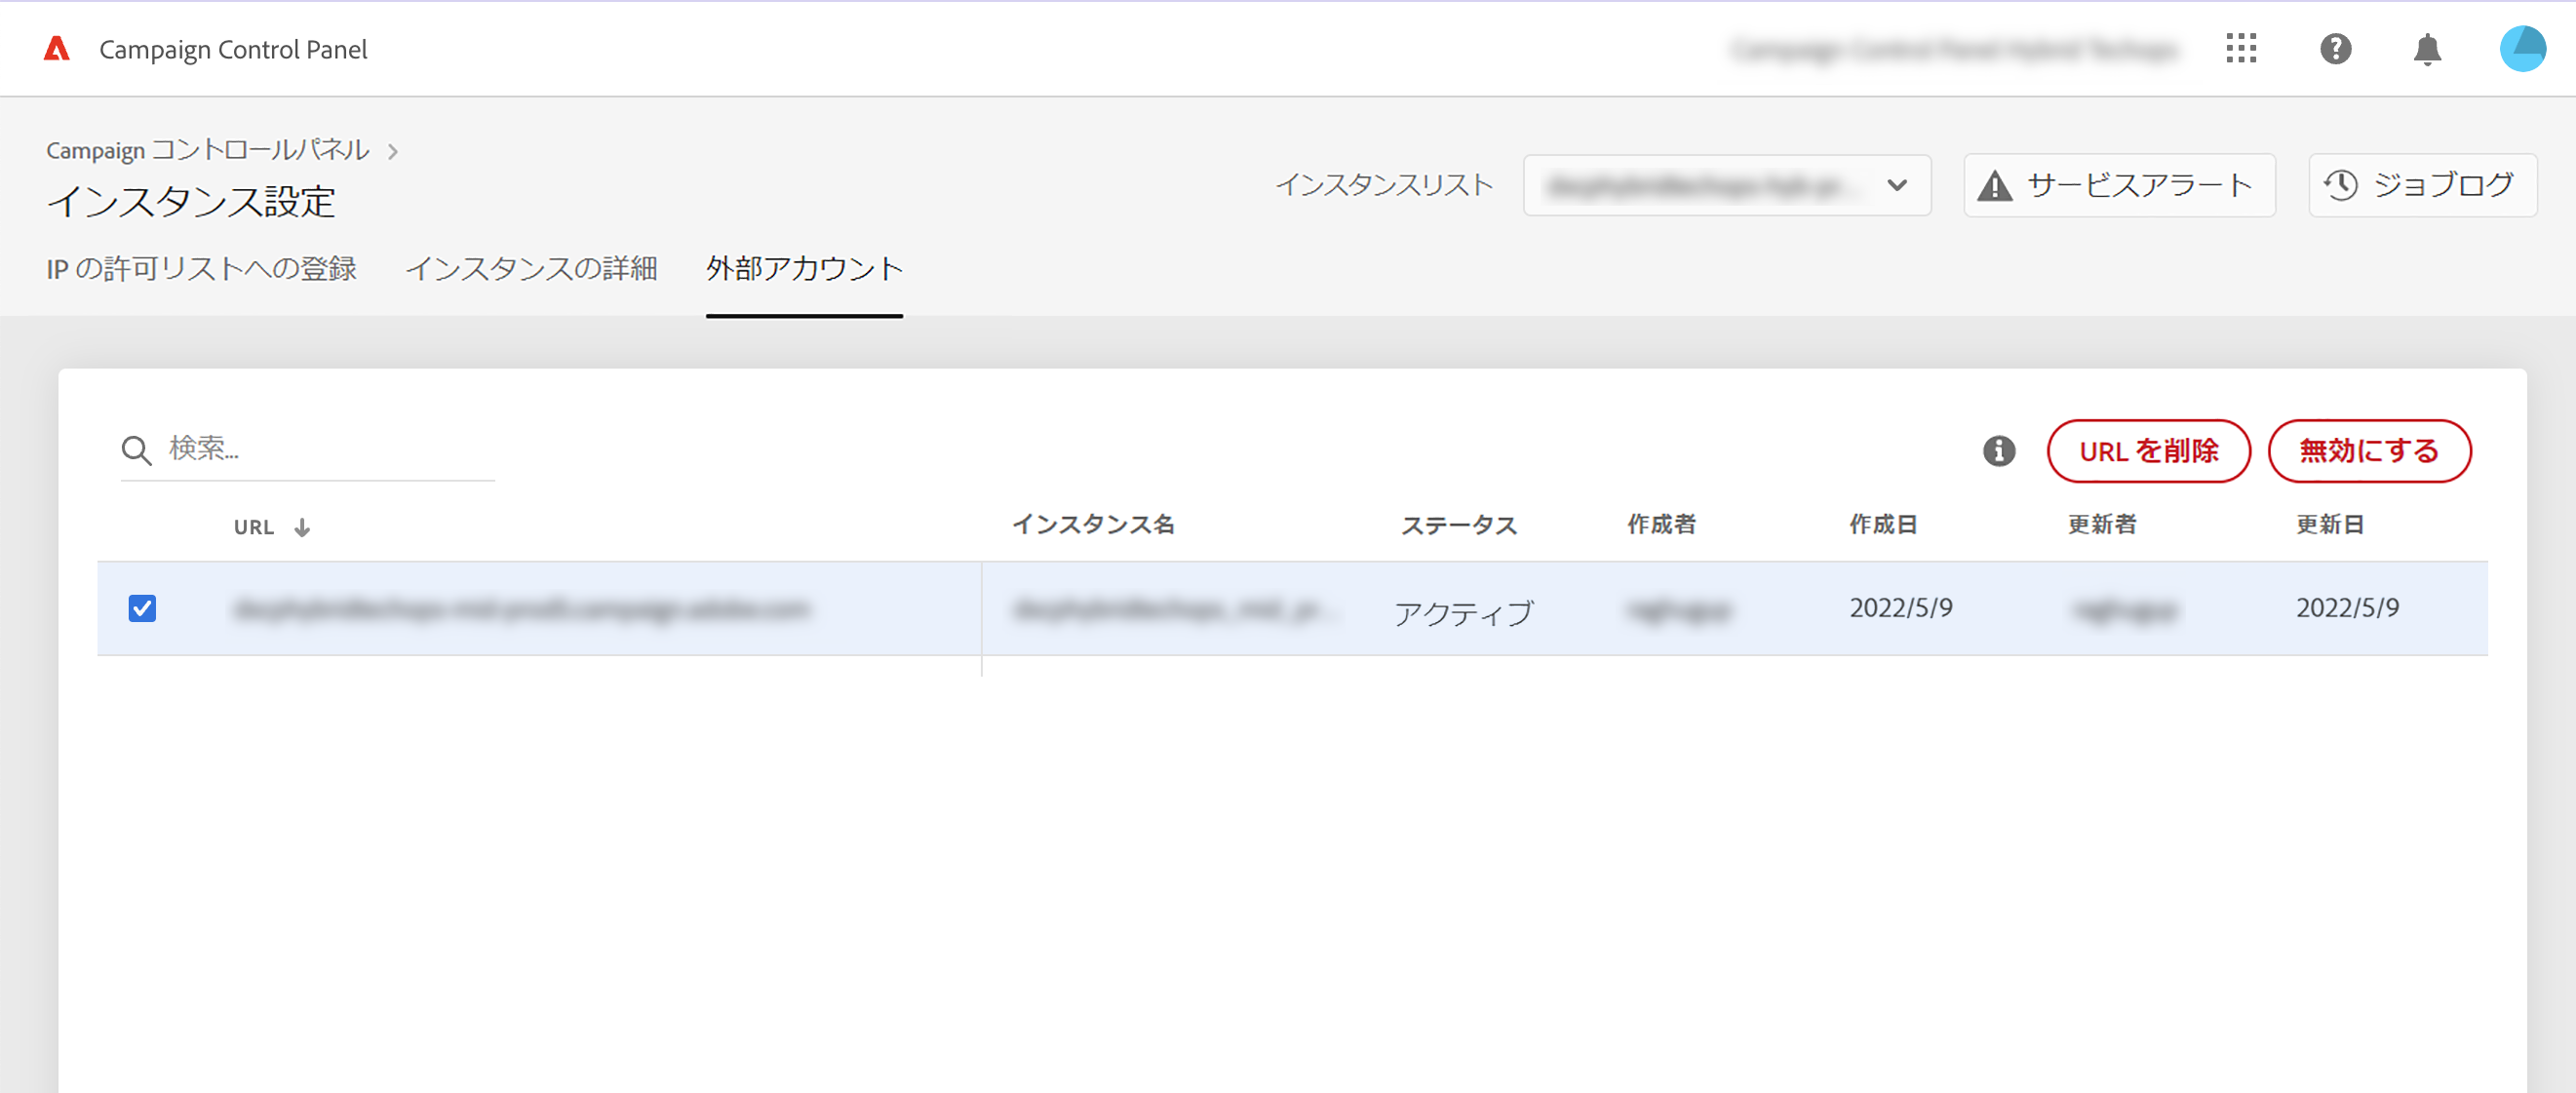 Campaign Control Panel
Campaign コントロールパネル
インスタンス設定
インスタンスリスト
サービスアラート
ジョブログ
IP の許可リストへの登録 インスタンスの詳細 外部アカウント
検索...
URL を削除 無効にする
URL インスタンス名 ステータス 作成者 作成日 更新者 更新日
アクティブ 2022/5/9 2022/5/9